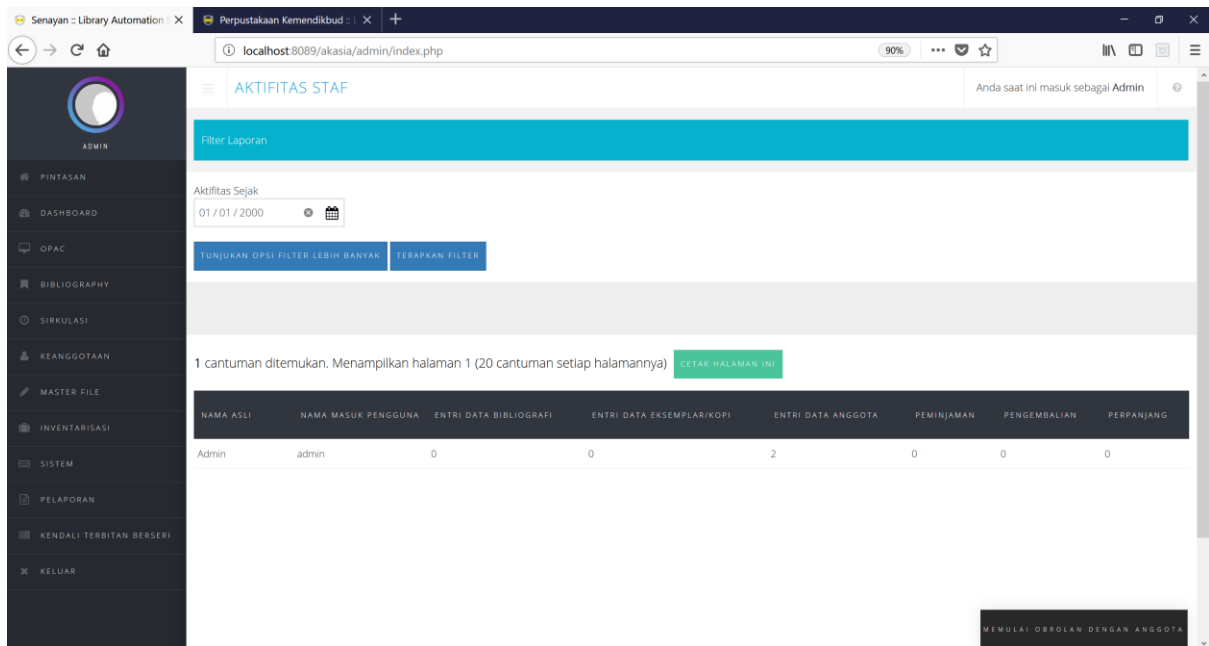 Senayan :: Library Automation S
Perpustakaan Kemendikbud :: L
localhost:8089/akasia/admin/index.php
90%
AKTIFITAS STAF
Anda saat ini masuk sebagai Admin
ADMIN
PINTASAN
DASHBOARD
OPAC
BIBLIOGRAPHY
SIRKULASI
KEANGGOTAAN
MASTER FILE
INVENTARISASI
SISTEM
PELAPORAN
KENDALI TERBITAN BERSERI
KELUAR
Filter Laporan
Aktifitas Sejak
01 / 01 / 2000
TUNJUKAN OPSI FILTER LEBIH BANYAK TERAPKAN FILTER
1 cantuman ditemukan. Menampilkan halaman 1 (20 cantuman setiap halamannya) CETAK HALAMAN INI
NAMA ASLI NAMA MASUK PENGGUNA ENTRI DATA BIBLIOGRAFI ENTRI DATA EKSEMPLAR/KOPI ENTRI DATA ANGGOTA PEMINJAMAN PENGEMBALIAN PERPANJANG
Admin admin 0 0 2 0 0 0
MEMULAI OBROLAN DENGAN ANGGOTA